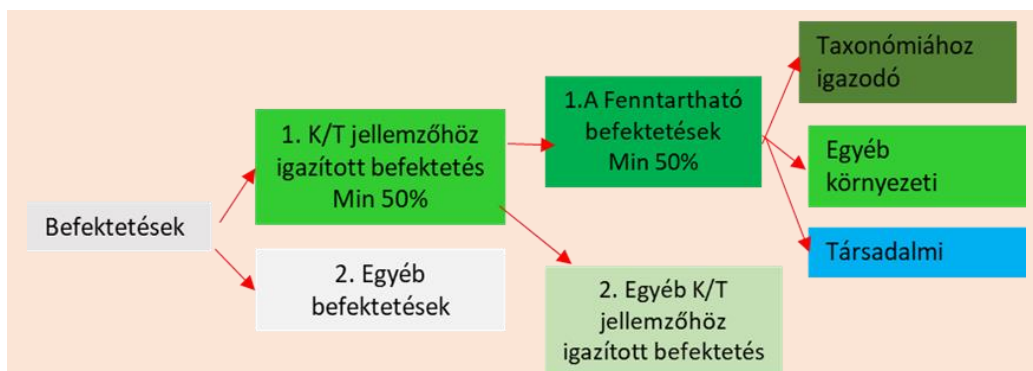 Befektetések
1. K/T jellemzőhöz
igazított befektetés
Min 50%
2. Egyéb
befektetések
1.A Fenntartható
befektetések
Min 50%
2. Egyéb K/T
jellemzőhöz
igazított befektetés
Taxonómiához
igazodó
Egyéb
környezeti
Társadalmi